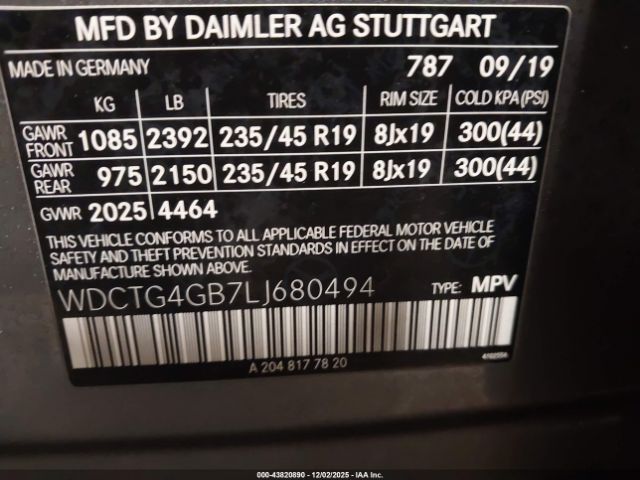 MFD BY DAIMLER AG STUTTGART
MADE IN GERMANY 787 09/19
KG LB TIRES RIM SIZE COLD KPA(PSI)
GAWR FRONT 1085 2392 235/45 R19 8Jx19 300(44)
GAWR REAR 975 2150 235/45 R19 8Jx19 300(44)
GVWR 2025 4464
THIS VEHICLE CONFORMS TO ALL APPLICABLE FEDERAL MOTOR VEHICLE
SAFETY AND THEFT PREVENTION STANDARDS IN EFFECT ON THE DATE
OF MANUFACTURE SHOWN ABOVE.
WDCTG4GB7LJ680494 TYPE: MPV
A 204 817 78 20
000-43820890 - 12/02/2025 - IAAI.COM